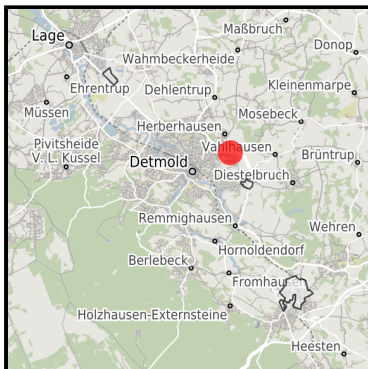 Maßbruch
Lage
Donop
Wahmbeckerheide
Ehrentrup
Dehlentrup
Kleinenmarpe
Müssen
Mosebeck
Herberhausen
Pivitsheide
V. L. Kussel
Vahlhausen
Brüntrup
Detmold
Diestelbruch
Remmighausen
Wehren
Hornoldendorf
Berlebeck
Fromhausen
Holzhausen-Externsteine
Heesten